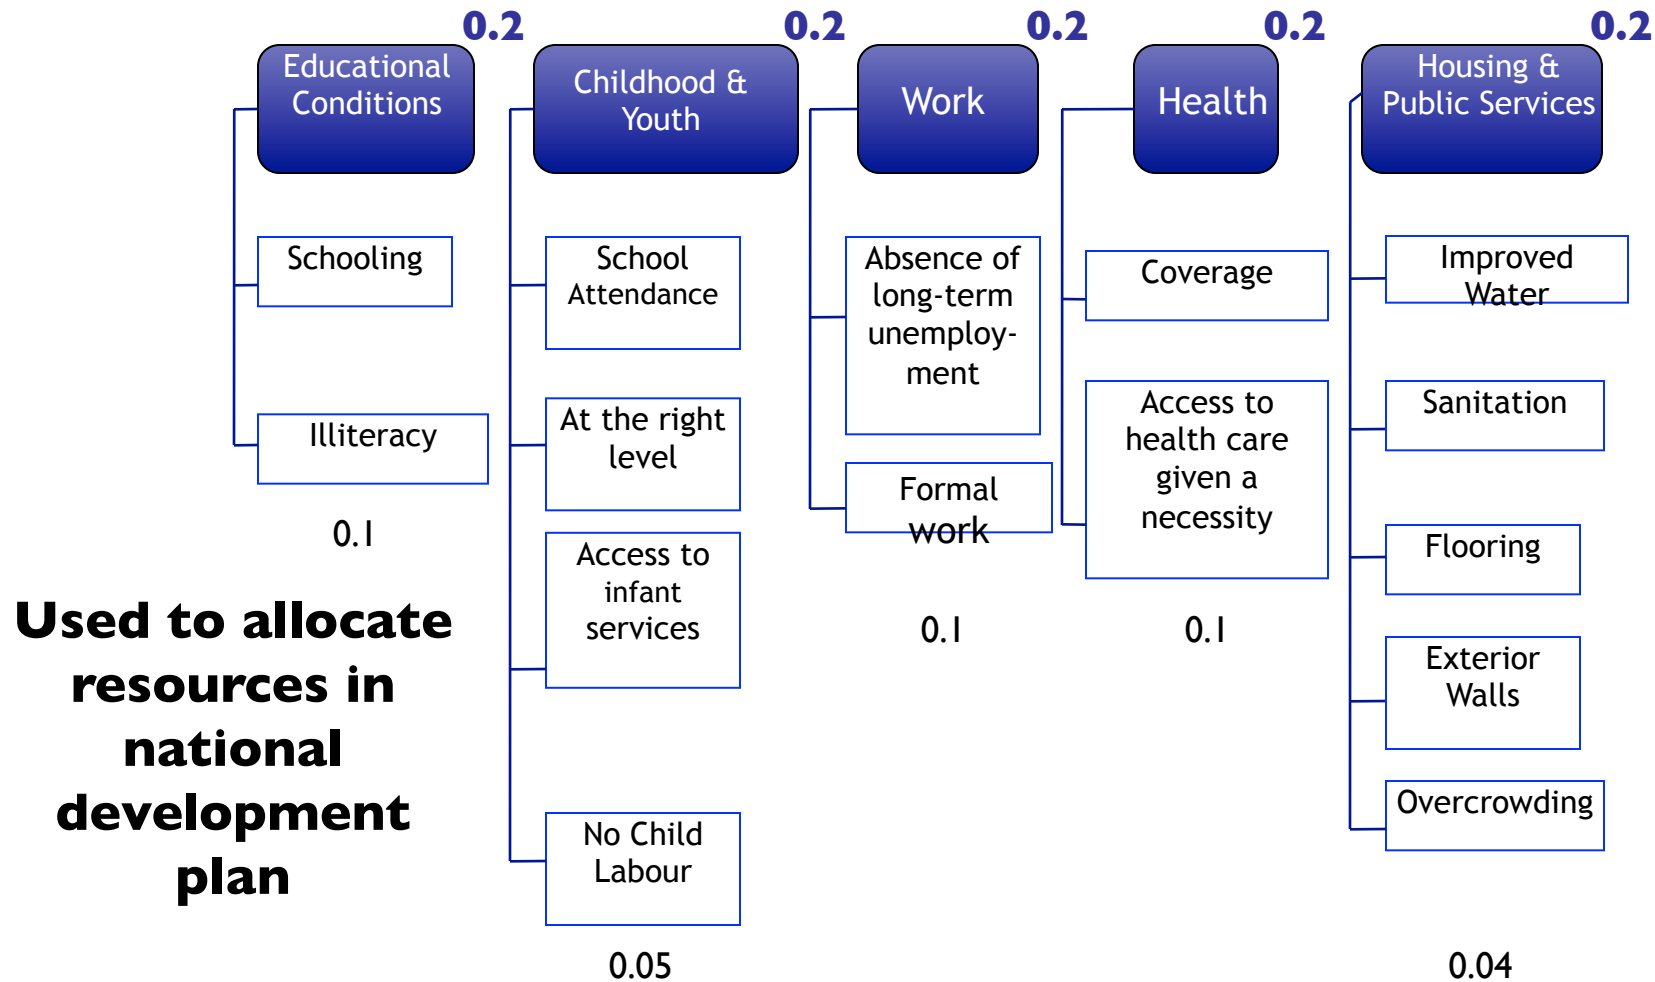 0.2
0.2
0.2
0.2
0.2
Educational
Conditions
Childhood &
Youth
Work
Health
Housing &
Public Services
Schooling
Illiteracy
0.1
School
Attendance
At the right
level
Access to
infant
services
No Child
Labour
0.05
Absence of
long-term
unemploy-
ment
Formal
work
0.1
Coverage
Access to
health care
given a
necessity
0.1
Improved
Water
Sanitation
Flooring
Exterior
Walls
Overcrowding
0.04
Used to allocate
resources in
national
development
plan